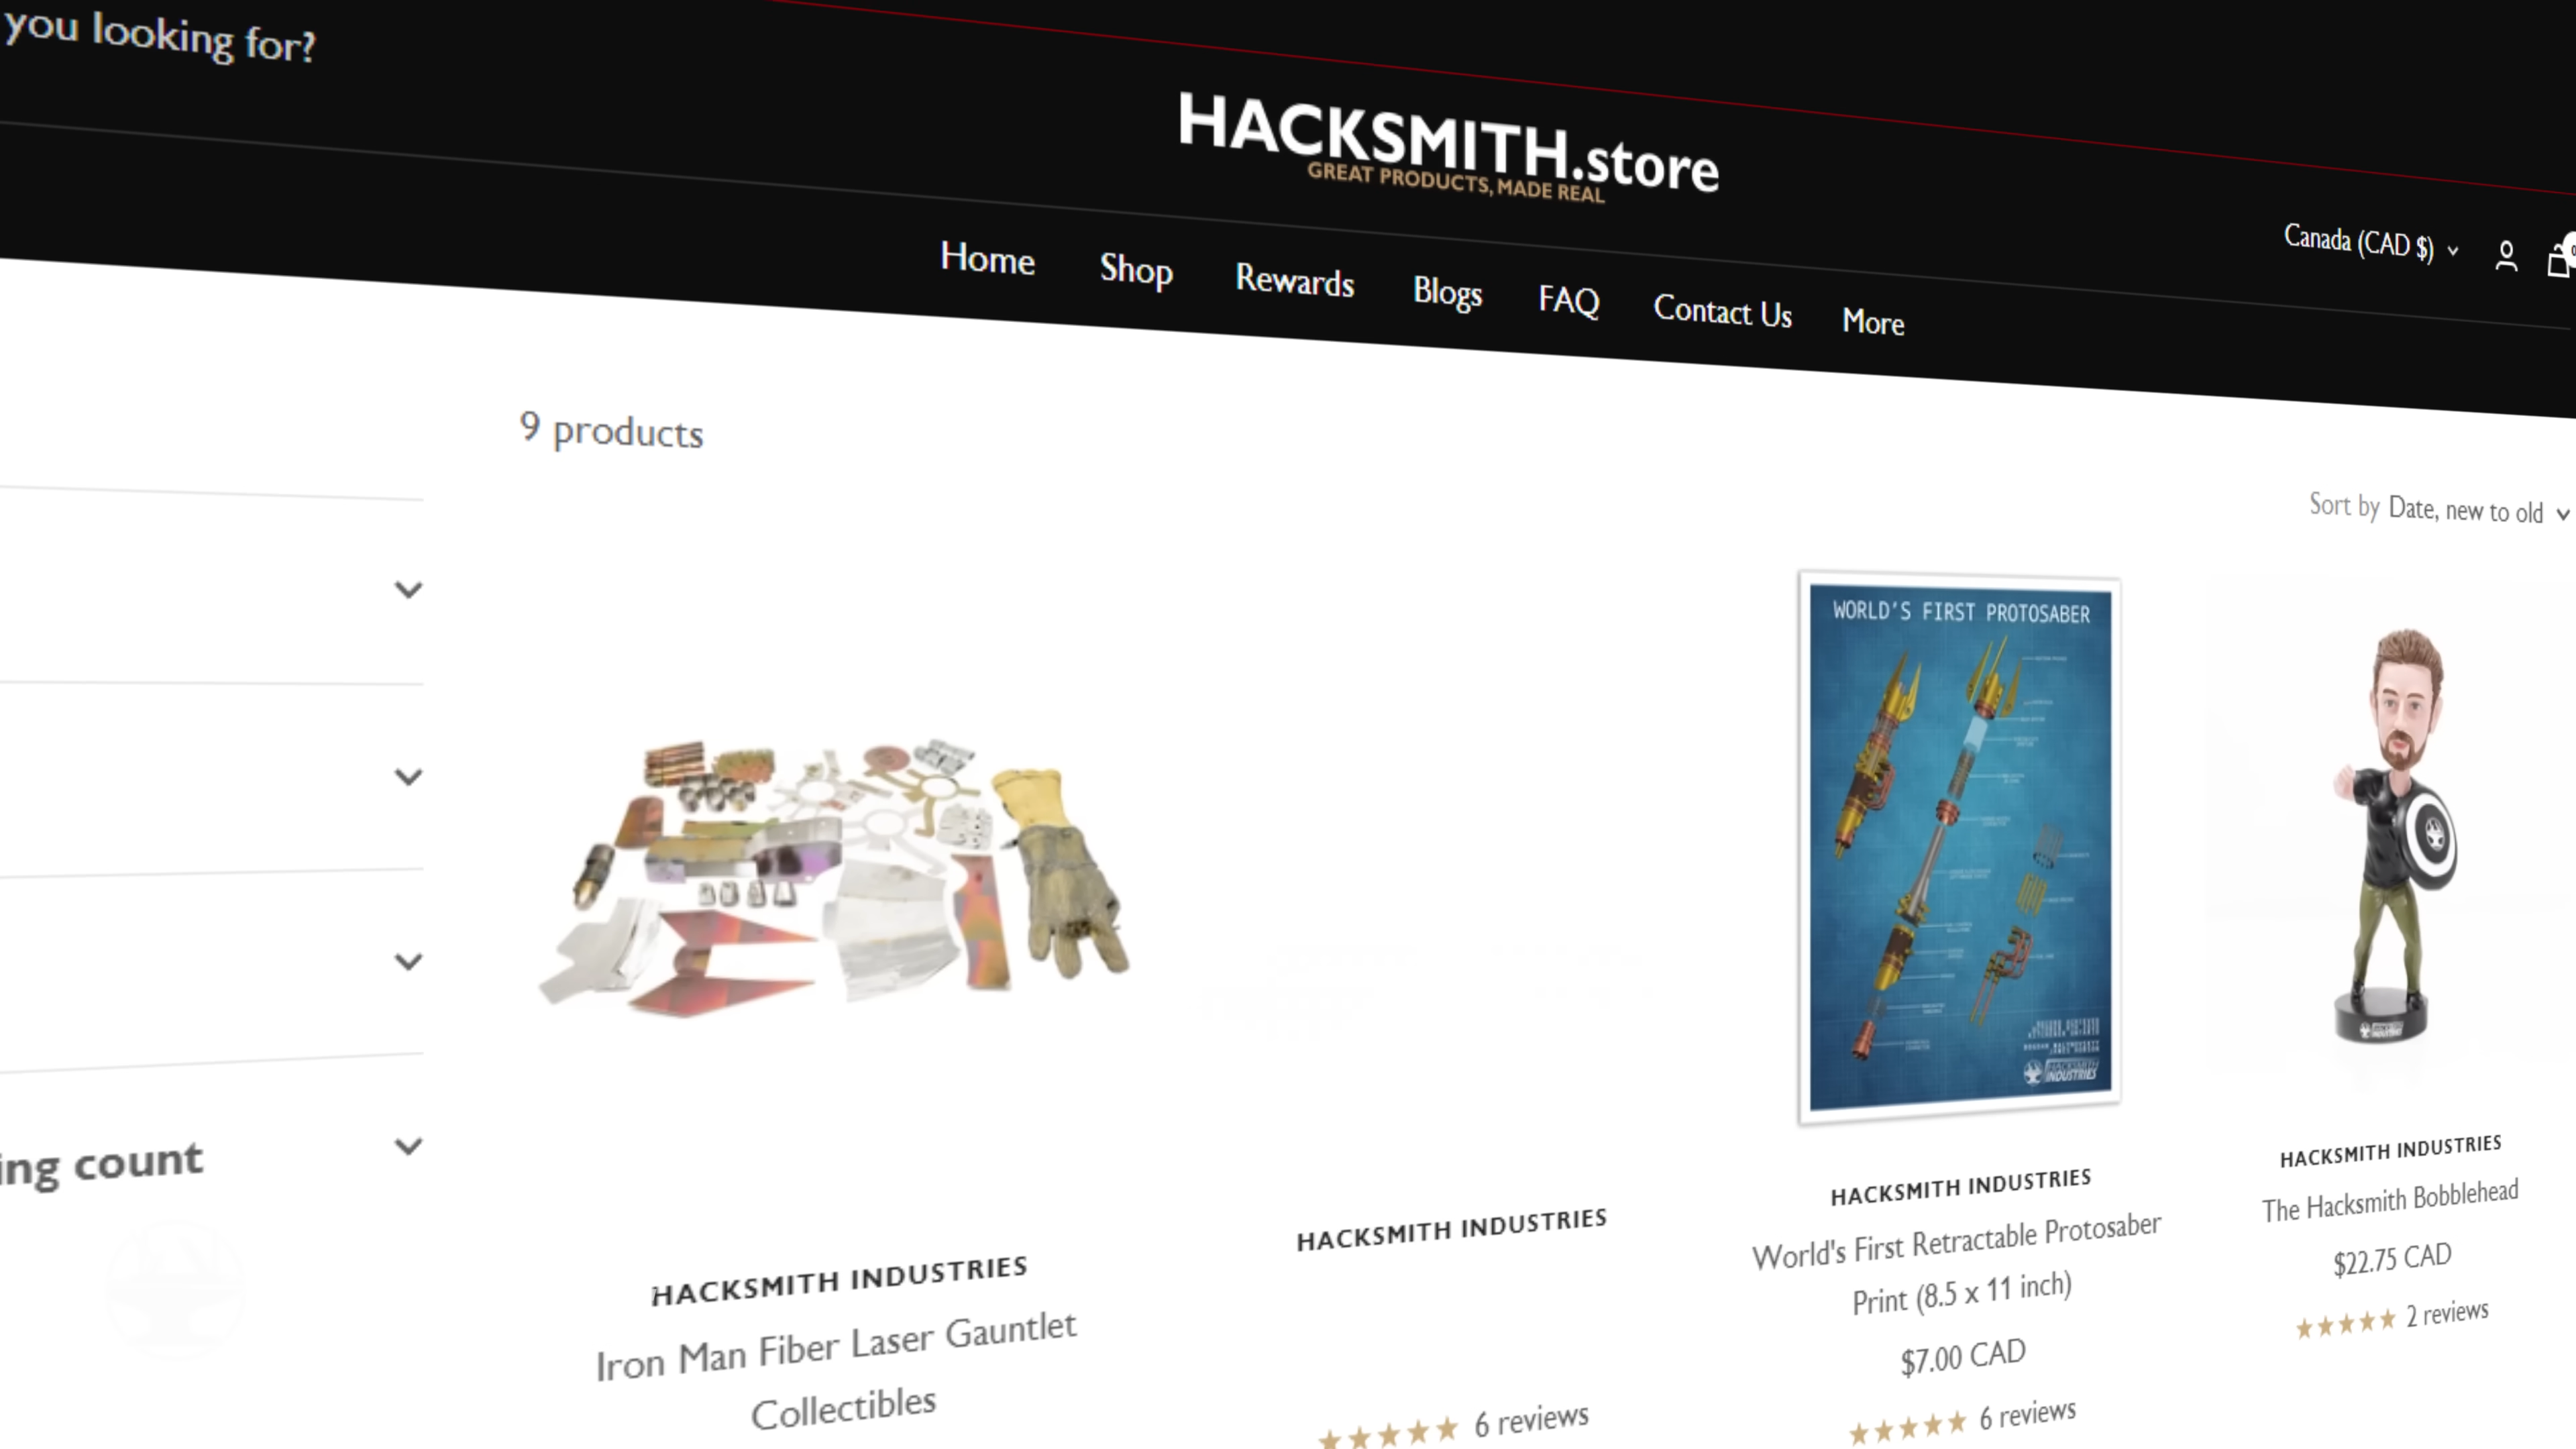 you looking for?
HACKSMITH.store
GREAT PRODUCTS, MADE REAL
Canada (CAD $)
Home Shop Rewards Blogs FAQ Contact Us More
9 products
Sort by Date, new to old
WORLD'S FIRST PROTOSABER
HACKSMITH
INDUSTRIES
ing count
HACKSMITH INDUSTRIES
Iron Man Fiber Laser Gauntlet
Collectibles
HACKSMITH INDUSTRIES
6 reviews
HACKSMITH INDUSTRIES
World's First Retractable Protosaber
Print (8.5 x 11 inch)
$7.00 CAD
6 reviews
HACKSMITH INDUSTRIES
The Hacksmith Bobblehead
$22.75 CAD
2 reviews